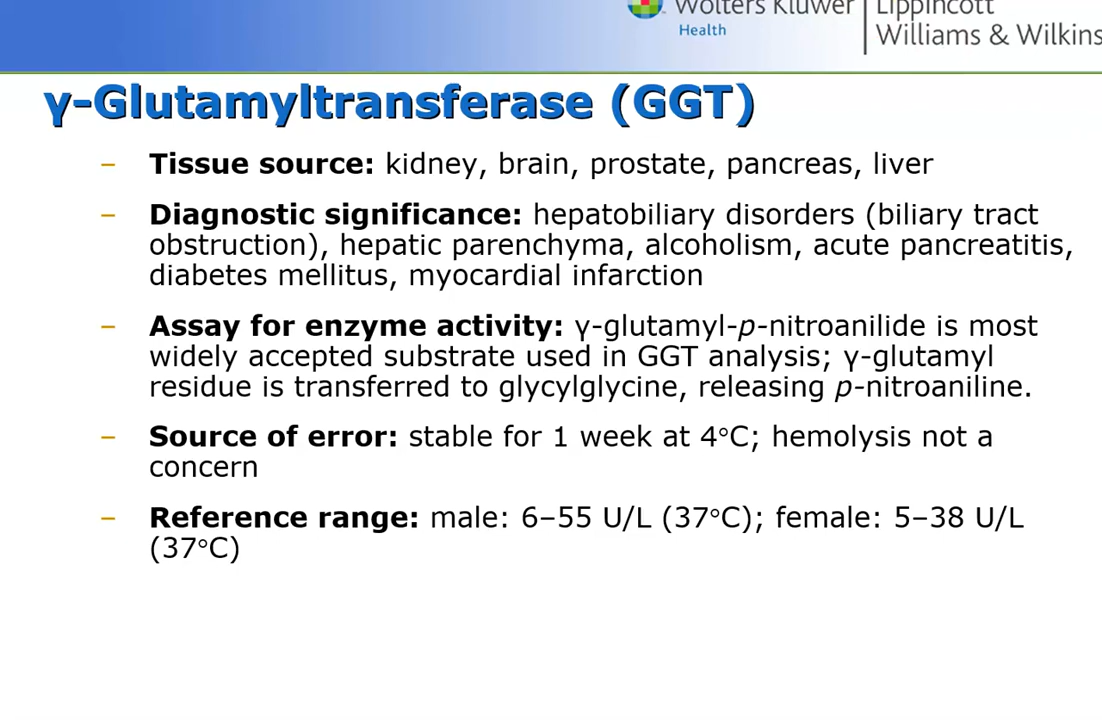 Wolters Kluwer
Health
Lippincott
Williams & Wilkins
γ-Glutamyltransferase (GGT)
– Tissue source: kidney, brain, prostate, pancreas, liver
– Diagnostic significance: hepatobiliary disorders (biliary tract
obstruction), hepatic parenchyma, alcoholism, acute pancreatitis,
diabetes mellitus, myocardial infarction
– Assay for enzyme activity: γ-glutamyl-p-nitroanilide is most
widely accepted substrate used in GGT analysis; γ-glutamyl
residue is transferred to glycylglycine, releasing p-nitroaniline.
– Source of error: stable for 1 week at 4°C; hemolysis not a
concern
– Reference range: male: 6–55 U/L (37°C); female: 5–38 U/L
(37°C)